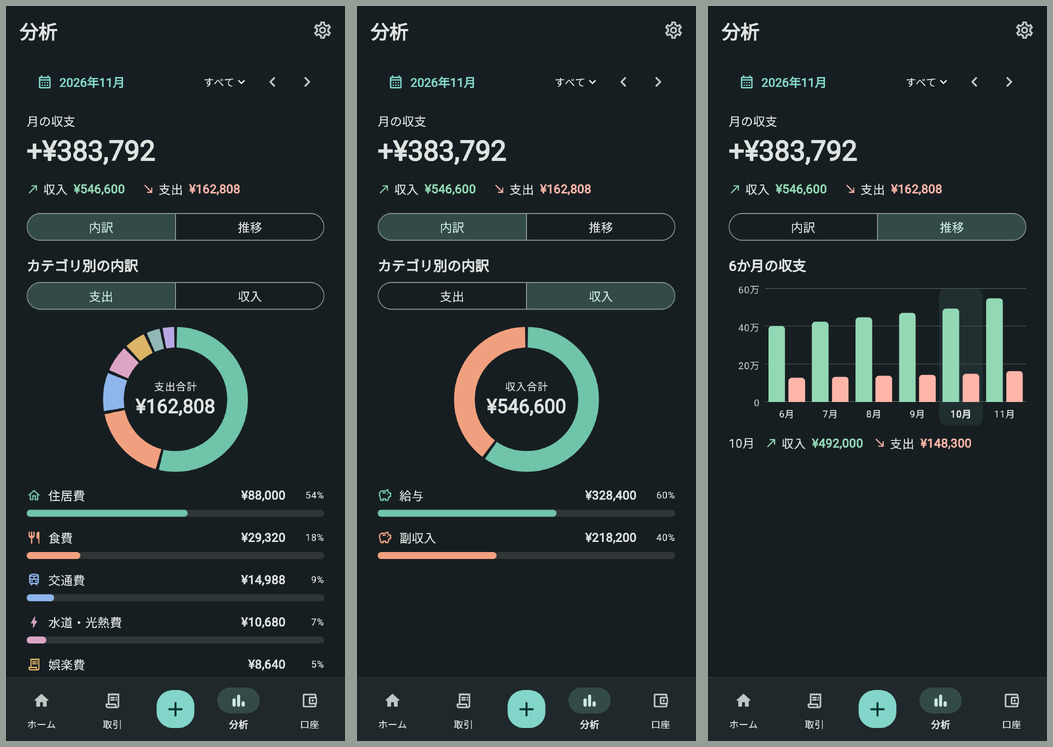 分析
2026年11月 すべて
月の収支
+¥383,792
収入 ¥546,600 支出 ¥162,808
内訳 推移
カテゴリ別の内訳
支出 収入
支出合計
¥162,808
住居費 ¥88,000 54%
食費 ¥29,320 18%
交通費 ¥14,988 9%
水道・光熱費 ¥10,680 7%
娯楽費 ¥8,640 5%
ホーム 取引 分析 口座
分析
2026年11月 すべて
月の収支
+¥383,792
収入 ¥546,600 支出 ¥162,808
内訳 推移
カテゴリ別の内訳
支出 収入
収入合計
¥546,600
給与 ¥328,400 60%
副収入 ¥218,200 40%
ホーム 取引 分析 口座
分析
2026年11月 すべて
月の収支
+¥383,792
収入 ¥546,600 支出 ¥162,808
内訳 推移
6か月の収支
60万
40万
20万
0
6月 7月 8月 9月 10月 11月
10月 収入 ¥492,000 支出 ¥148,300
ホーム 取引 分析 口座